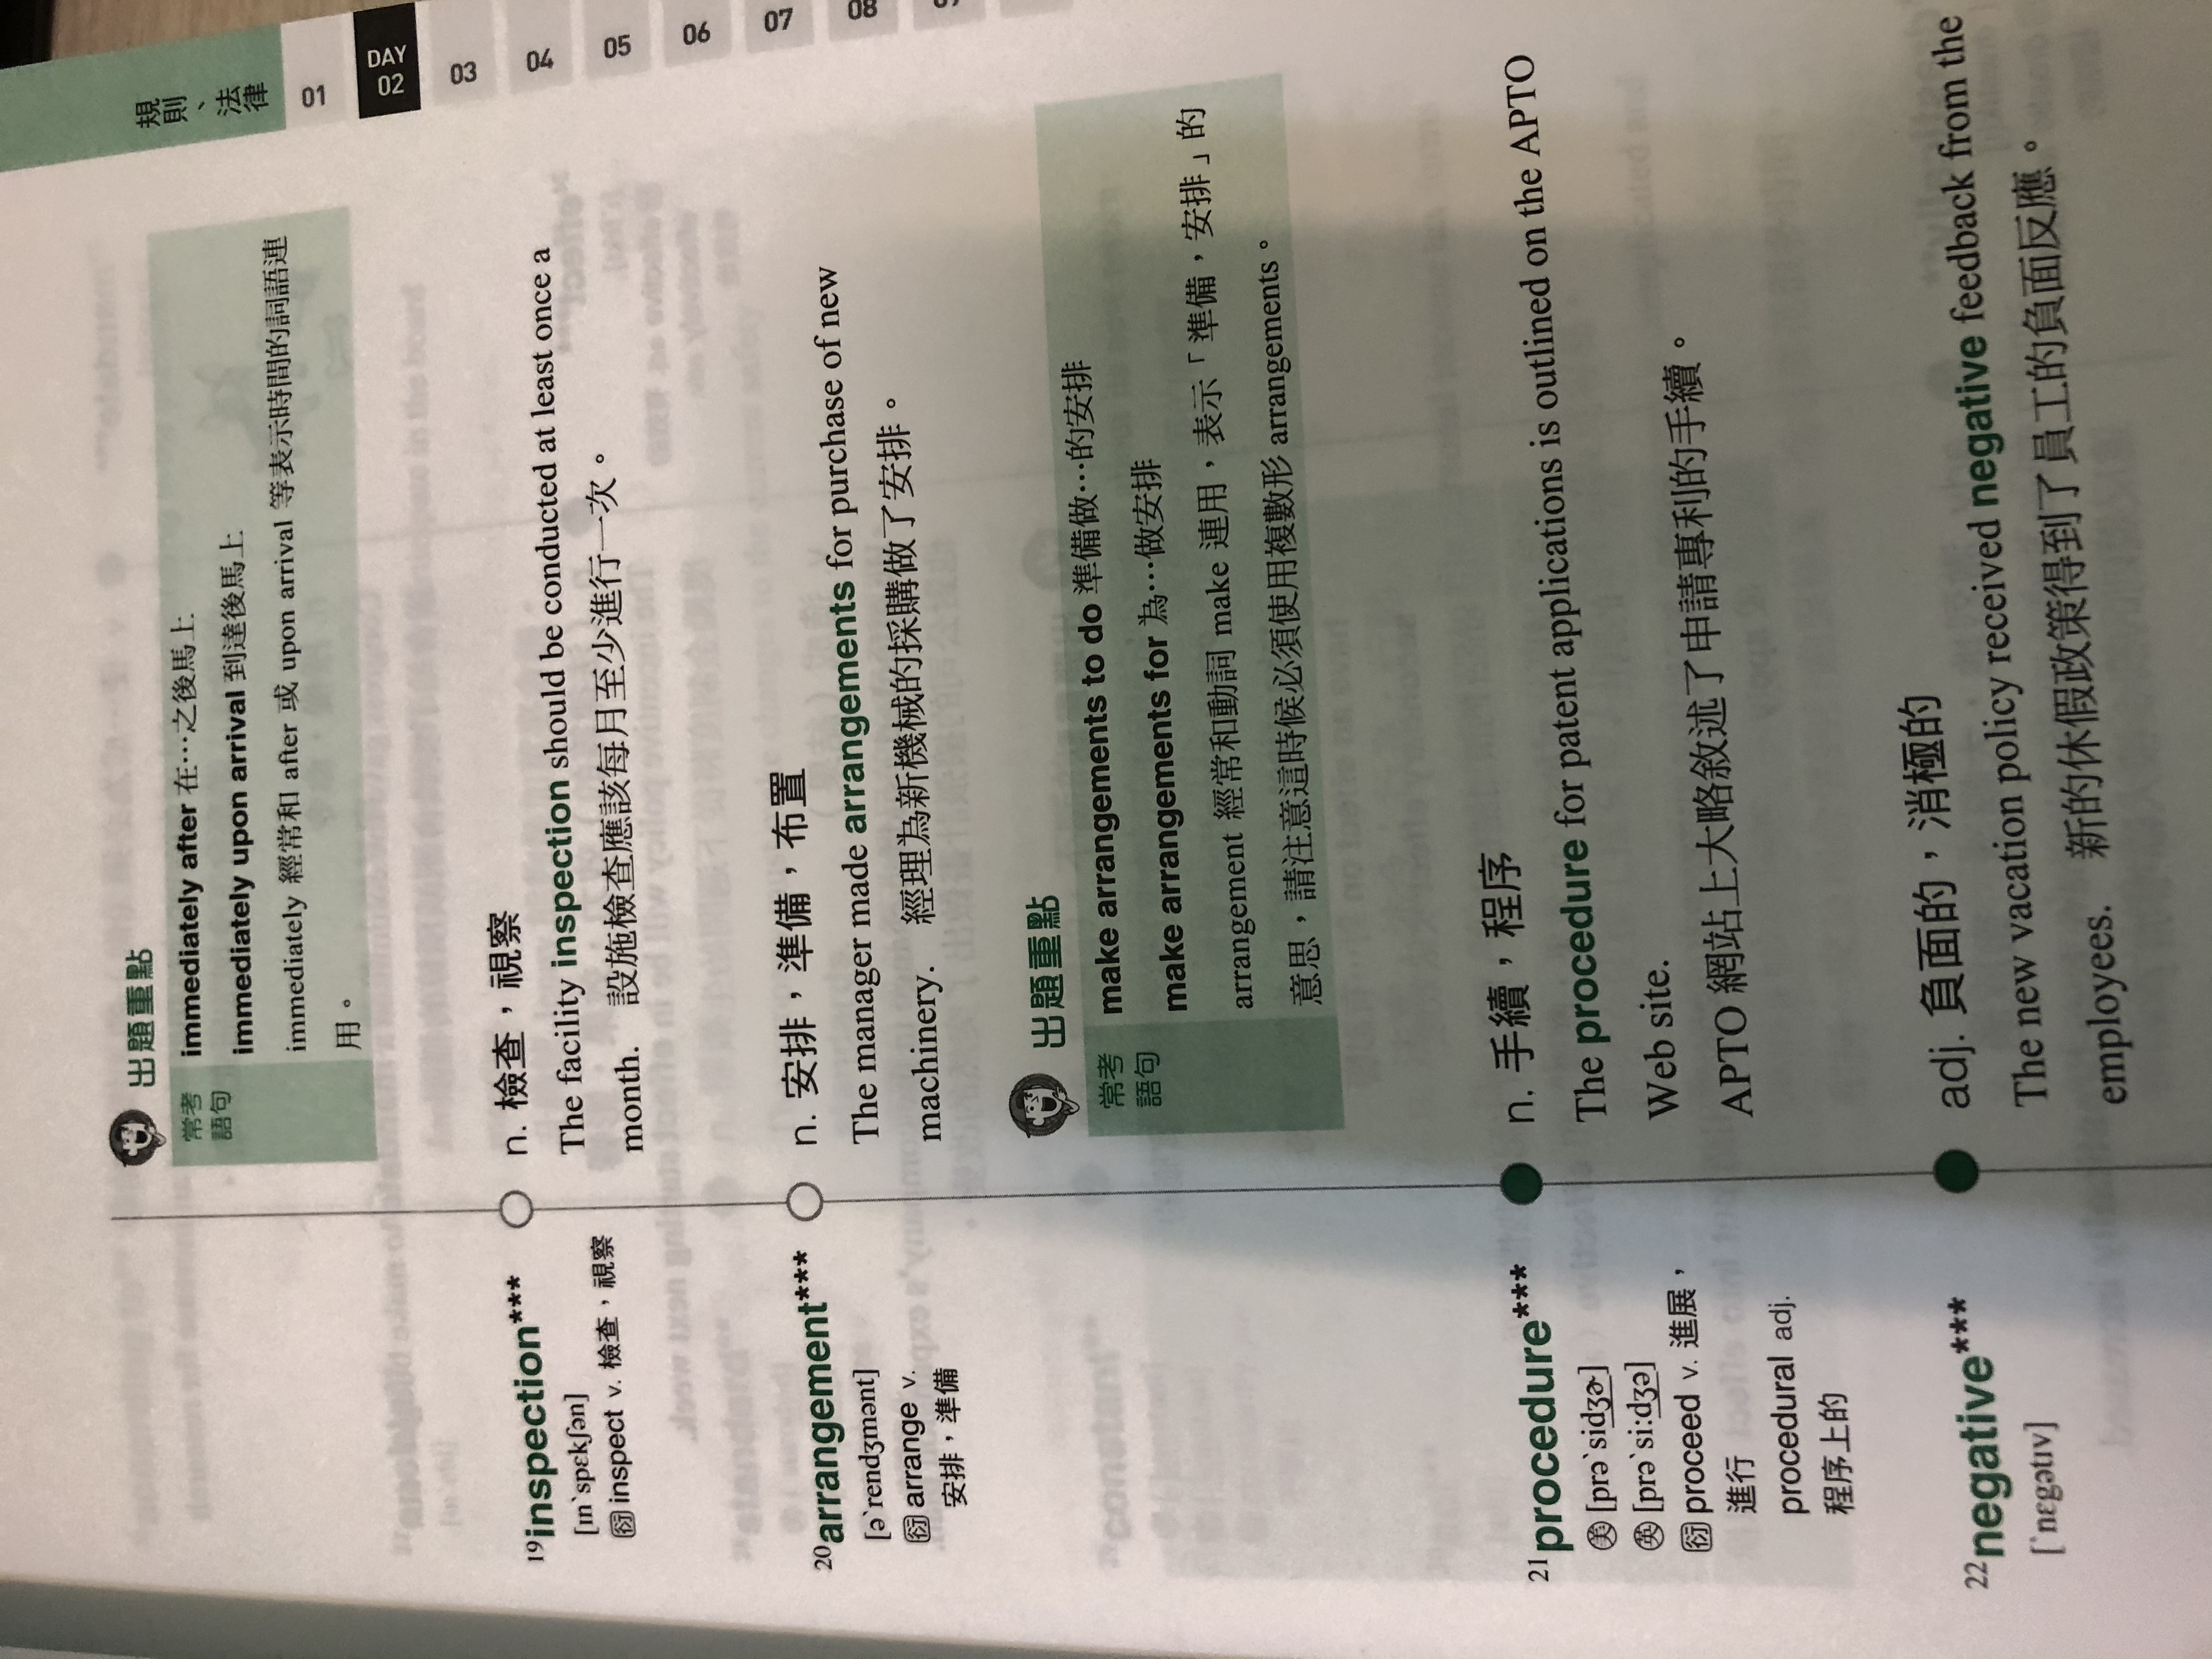 出題重點
常考
語句
immediately after 在…之後馬上
immediately upon arrival 到達後馬上
immediately 經常和 after 或 upon arrival 等表示時間的詞語連
用。
19inspection***
[ɪnˋspɛkʃən]
衍 inspect v. 檢查，視察
n. 檢查，視察
The facility inspection should be conducted at least once a
month. 設施檢查應該每月至少進行一次。
20arrangement***
[əˋrendʒmənt]
衍 arrange v.
安排，準備
n. 安排，準備，布置
The manager made arrangements for purchase of new
machinery. 經理為新機械的採購做了安排。
出題重點
常考
語句
make arrangements to do 準備做…的安排
make arrangements for 為…做安排
arrangement 經常和動詞 make 連用，表示「準備，安排」的
意思，請注意這時候必須使用複數形 arrangements。
21procedure***
美 [prəˋsidʒɚ]
英 [prəˋsi:dʒə]
衍 proceed v. 進展，
進行
procedural adj.
程序上的
n. 手續，程序
The procedure for patent applications is outlined on the APTO
Web site.
APTO 網站上大略敘述了申請專利的手續。
22negative***
[ˋnɛgətɪv]
adj. 負面的，消極的
The new vacation policy received negative feedback from the
employees. 新的休假政策得到了員工的負面反應。
規則、法律
01
DAY
02
03
04
05
06
07
08